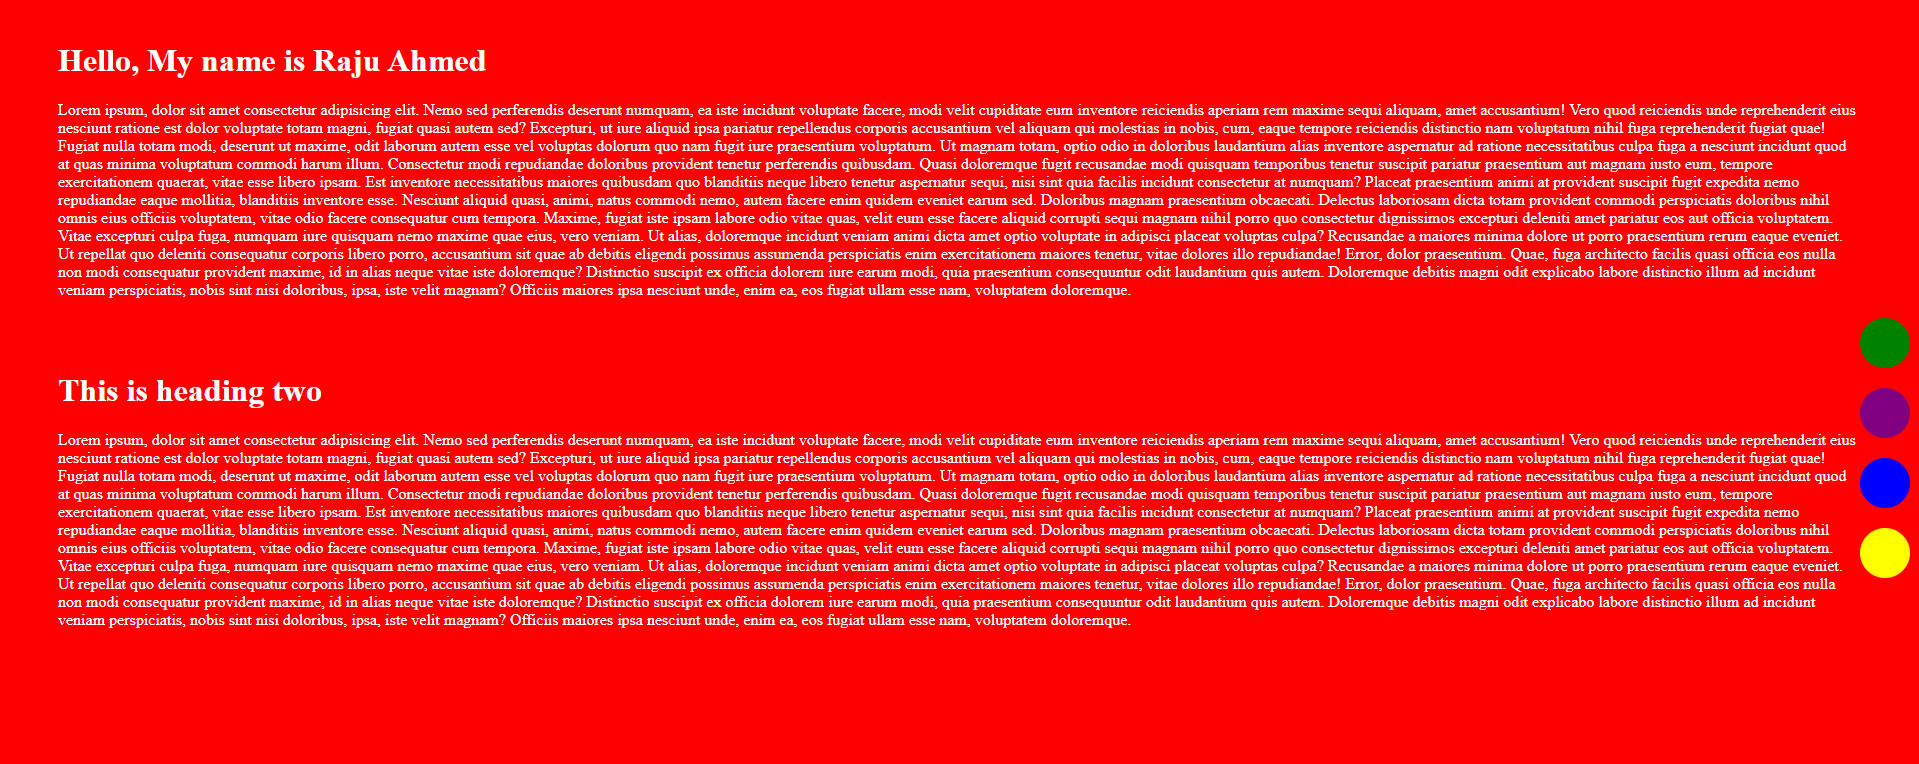 Hello, My name is Raju Ahmed
Lorem ipsum, dolor sit amet consectetur adipisicing elit. Nemo sed perferendis deserunt numquam, ea iste incidunt voluptate facere, modi velit cupiditate eum inventore reiciendis aperiam rem maxime sequi aliquam, amet accusantium! Vero quod reiciendis unde reprehenderit eius
nesciunt ratione est dolor voluptate totam magni, fugiat quasi autem sed? Excepturi, ut iure aliquid ipsa pariatur repellendus corporis accusantium vel aliquam qui molestias in nobis, cum, eaque tempore reiciendis distinctio nam voluptatum nihil fuga reprehenderit fugiat quae!
Fugiat nulla totam modi, deserunt ut maxime, odit laborum autem esse vel voluptas dolorum quo nam fugit iure praesentium voluptatum. Ut magnam totam, optio odio in doloribus laudantium alias inventore aspernatur ad ratione necessitatibus culpa fuga a nesciunt incidunt quod
at quas minima voluptatum commodi harum illum. Consectetur modi repudiandae doloribus provident tenetur perferendis quibusdam. Quasi doloremque fugit recusandae modi quisquam temporibus tenetur suscipit pariatur praesentium aut magnam iusto eum, tempore
exercitationem quaerat, vitae esse libero ipsam. Est inventore necessitatibus maiores quibusdam quo blanditiis neque libero tenetur aspernatur sequi, nisi sint quia facilis incidunt consectetur at numquam? Placeat praesentium animi at provident suscipit fugit expedita nemo
repudiandae eaque mollitia, blanditiis inventore esse. Nesciunt aliquid quasi, animi, natus commodi nemo, autem facere enim quidem eveniet earum sed. Doloribus magnam praesentium obcaecati. Delectus laboriosam dicta totam provident commodi perspiciatis doloribus nihil
omnis eius officiis voluptatem, vitae odio facere consequatur cum tempora. Maxime, fugiat iste ipsam labore odio vitae quas, velit eum esse facere aliquid corrupti sequi magnam nihil porro quo consectetur dignissimos excepturi deleniti amet pariatur eos aut officia voluptatem.
Vitae excepturi culpa fuga, numquam iure quisquam nemo maxime quae eius, vero veniam. Ut alias, doloremque incidunt veniam animi dicta amet optio voluptate in adipisci placeat voluptas culpa? Recusandae a maiores minima dolore ut porro praesentium rerum eaque eveniet.
Ut repellat quo deleniti consequatur corporis libero porro, accusantium sit quae ab debitis eligendi possimus assumenda perspiciatis enim exercitationem maiores tenetur, vitae dolores illo repudiandae! Error, dolor praesentium. Quae, fuga architecto facilis quasi officia eos nulla
non modi consequatur provident maxime, id in alias neque vitae iste doloremque? Distinctio suscipit ex officia dolorem iure earum modi, quia praesentium consequuntur odit laudantium quis autem. Doloremque debitis magni odit explicabo labore distinctio illum ad incidunt
veniam perspiciatis, nobis sint nisi doloribus, ipsa, iste velit magnam? Officiis maiores ipsa nesciunt unde, enim ea, eos fugiat ullam esse nam, voluptatem doloremque.
This is heading two
Lorem ipsum, dolor sit amet consectetur adipisicing elit. Nemo sed perferendis deserunt numquam, ea iste incidunt voluptate facere, modi velit cupiditate eum inventore reiciendis aperiam rem maxime sequi aliquam, amet accusantium! Vero quod reiciendis unde reprehenderit eius
nesciunt ratione est dolor voluptate totam magni, fugiat quasi autem sed? Excepturi, ut iure aliquid ipsa pariatur repellendus corporis accusantium vel aliquam qui molestias in nobis, cum, eaque tempore reiciendis distinctio nam voluptatum nihil fuga reprehenderit fugiat quae!
Fugiat nulla totam modi, deserunt ut maxime, odit laborum autem esse vel voluptas dolorum quo nam fugit iure praesentium voluptatum. Ut magnam totam, optio odio in doloribus laudantium alias inventore aspernatur ad ratione necessitatibus culpa fuga a nesciunt incidunt quod
at quas minima voluptatum commodi harum illum. Consectetur modi repudiandae doloribus provident tenetur perferendis quibusdam. Quasi doloremque fugit recusandae modi quisquam temporibus tenetur suscipit pariatur praesentium aut magnam iusto eum, tempore
exercitationem quaerat, vitae esse libero ipsam. Est inventore necessitatibus maiores quibusdam quo blanditiis neque libero tenetur aspernatur sequi, nisi sint quia facilis incidunt consectetur at numquam? Placeat praesentium animi at provident suscipit fugit expedita nemo
repudiandae eaque mollitia, blanditiis inventore esse. Nesciunt aliquid quasi, animi, natus commodi nemo, autem facere enim quidem eveniet earum sed. Doloribus magnam praesentium obcaecati. Delectus laboriosam dicta totam provident commodi perspiciatis doloribus nihil
omnis eius officiis voluptatem, vitae odio facere consequatur cum tempora. Maxime, fugiat iste ipsam labore odio vitae quas, velit eum esse facere aliquid corrupti sequi magnam nihil porro quo consectetur dignissimos excepturi deleniti amet pariatur eos aut officia voluptatem.
Vitae excepturi culpa fuga, numquam iure quisquam nemo maxime quae eius, vero veniam. Ut alias, doloremque incidunt veniam animi dicta amet optio voluptate in adipisci placeat voluptas culpa? Recusandae a maiores minima dolore ut porro praesentium rerum eaque eveniet.
Ut repellat quo deleniti consequatur corporis libero porro, accusantium sit quae ab debitis eligendi possimus assumenda perspiciatis enim exercitationem maiores tenetur, vitae dolores illo repudiandae! Error, dolor praesentium. Quae, fuga architecto facilis quasi officia eos nulla
non modi consequatur provident maxime, id in alias neque vitae iste doloremque? Distinctio suscipit ex officia dolorem iure earum modi, quia praesentium consequuntur odit laudantium quis autem. Doloremque debitis magni odit explicabo labore distinctio illum ad incidunt
veniam perspiciatis, nobis sint nisi doloribus, ipsa, iste velit magnam? Officiis maiores ipsa nesciunt unde, enim ea, eos fugiat ullam esse nam, voluptatem doloremque.